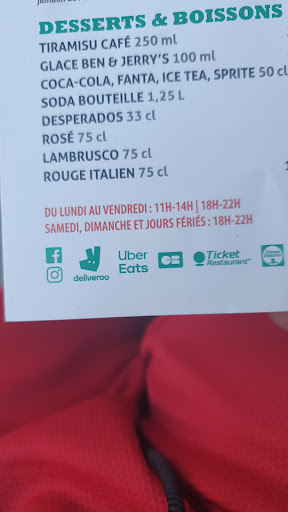 DESSERTS & BOISSONS
TIRAMISU CAFÉ 250 ml
GLACE BEN & JERRY'S 100 ml
COCA-COLA, FANTA, ICE TEA, SPRITE 50 cl
SODA BOUTEILLE 1,25 L
DESPERADOS 33 cl
ROSÉ 75 cl
LAMBRUSCO 75 cl
ROUGE ITALIEN 75 cl
DU LUNDI AU VENDREDI : 11H-14H | 18H-22H
SAMEDI, DIMANCHE ET JOURS FÉRIÉS : 18H-22H
deliveroo
Uber Eats
CB
Ticket Restaurant